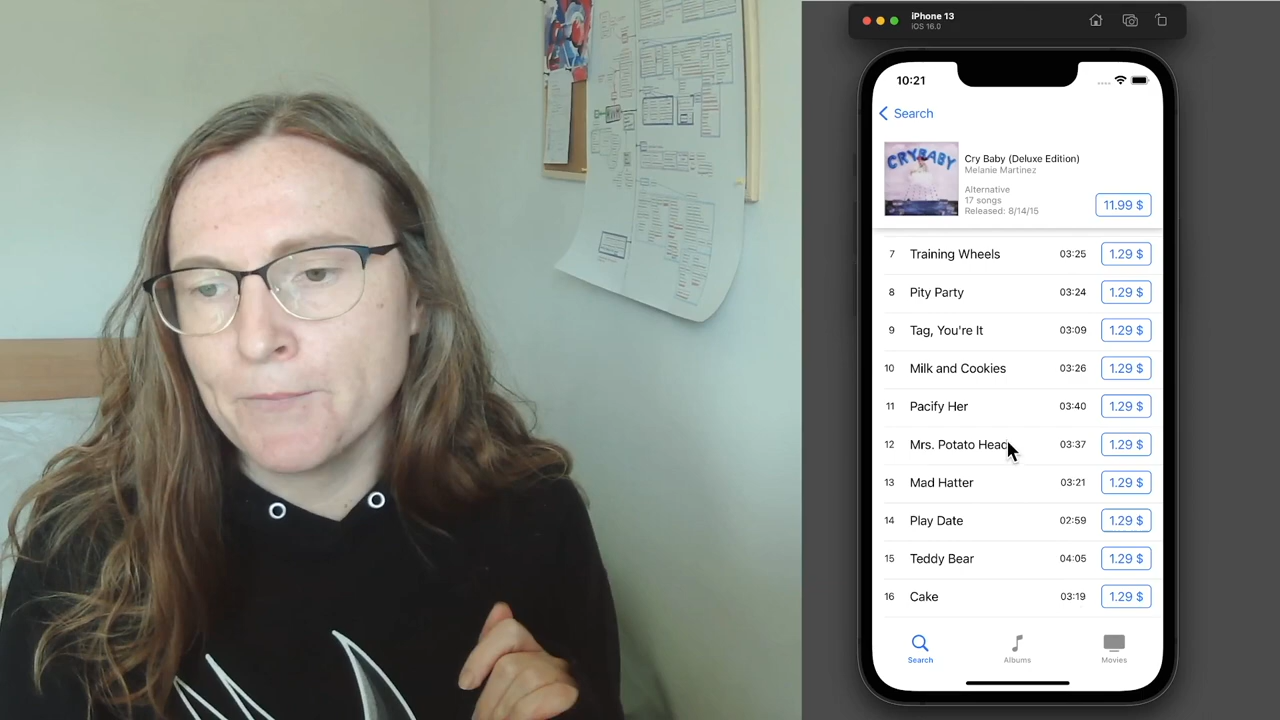 iPhone 13
iOS 16.0
10:21
Search
CRYBABY
Cry Baby (Deluxe Edition)
Melanie Martinez
Alternative
17 songs
Released: 8/14/15
11.99 $
7 Training Wheels 03:25 1.29 $
8 Pity Party 03:24 1.29 $
9 Tag, You're It 03:09 1.29 $
10 Milk and Cookies 03:26 1.29 $
11 Pacify Her 03:40 1.29 $
12 Mrs. Potato Head 03:37 1.29 $
13 Mad Hatter 03:21 1.29 $
14 Play Date 02:59 1.29 $
15 Teddy Bear 04:05 1.29 $
16 Cake 03:19 1.29 $
Search Albums Movies